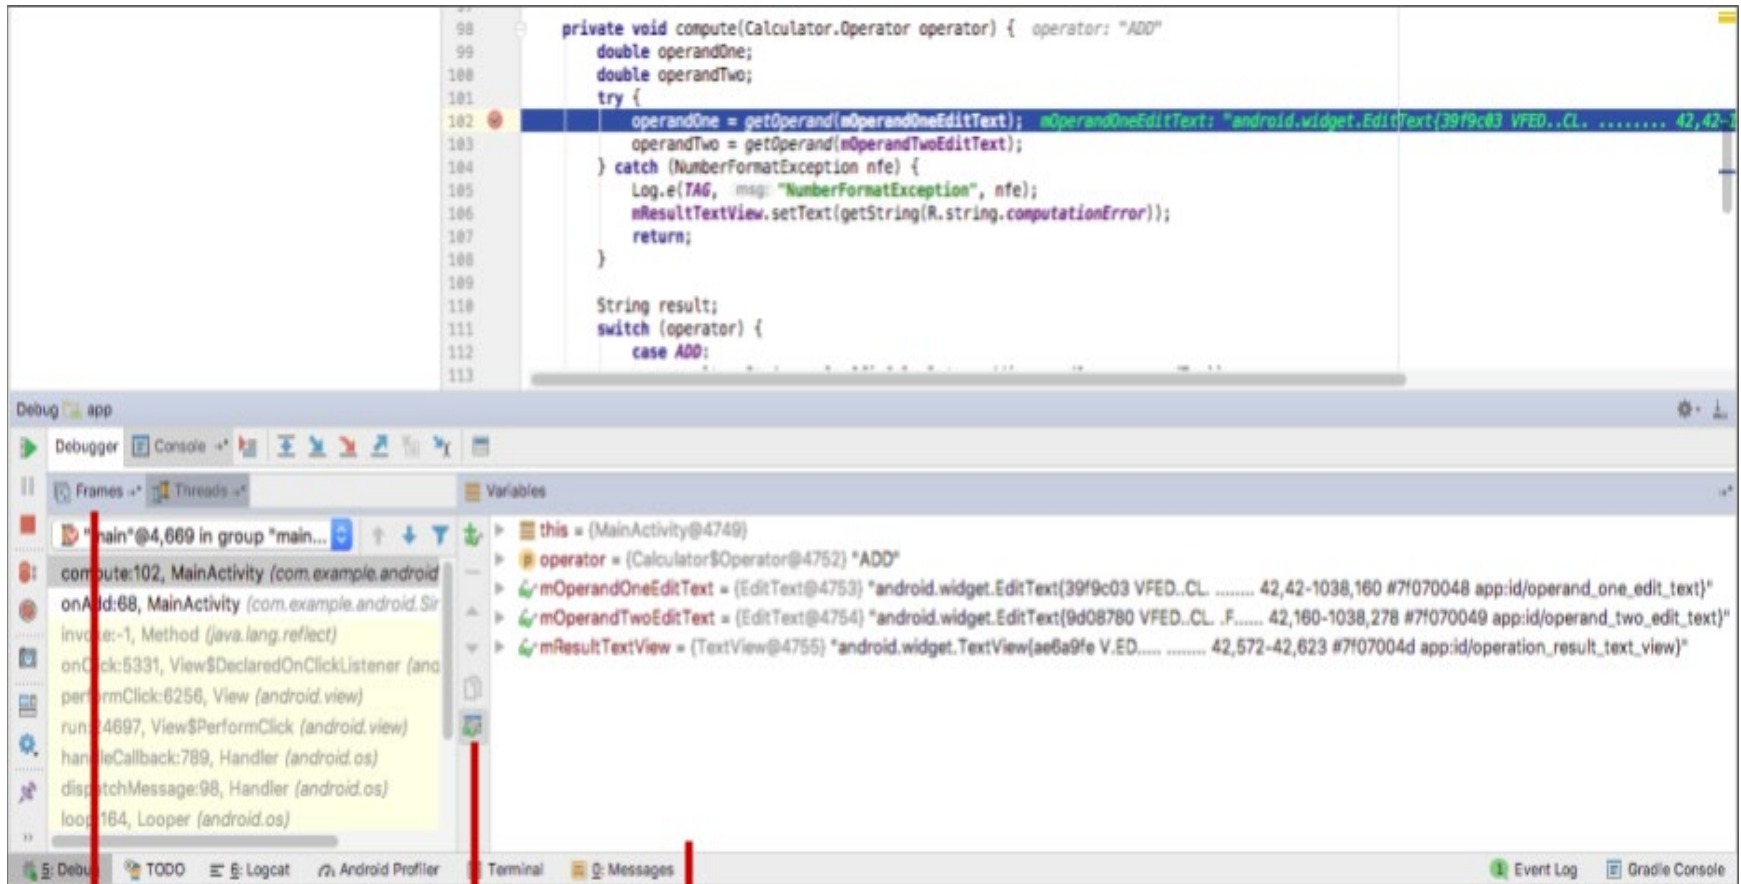 98 private void compute(Calculator.Operator operator) { operator: "ADD"
99 double operandOne;
100 double operandTwo;
101 try {
102 operandOne = getOperand(mOperandOneEditText); mOperandOneEditText: "android.widget.EditText{39f9c03 VFED..CL. ........ 42,42-1
103 operandTwo = getOperand(mOperandTwoEditText);
104 } catch (NumberFormatException nfe) {
105 Log.e(TAG, msg: "NumberFormatException", nfe);
106 mResultTextView.setText(getString(R.string.computationError));
107 return;
108 }
109
110 String result;
111 switch (operator) {
112 case ADD:
113
Debug app
Debugger Console
Frames Threads
Variables
"main"@4,669 in group "main...
compute:102, MainActivity (com.example.android
onAdd:68, MainActivity (com.example.android.Sir
invoke:-1, Method (java.lang.reflect)
onClick:5331, View$DeclaredOnClickListener (and
performClick:6256, View (android.view)
run:24697, View$PerformClick (android.view)
handleCallback:789, Handler (android.os)
dispatchMessage:98, Handler (android.os)
loop:164, Looper (android.os)
this = {MainActivity@4749}
operator = {Calculator$Operator@4752} "ADD"
mOperandOneEditText = {EditText@4753} "android.widget.EditText{39f9c03 VFED..CL. ........ 42,42-1038,160 #7f070048 app:id/operand_one_edit_text}"
mOperandTwoEditText = {EditText@4754} "android.widget.EditText{9d08780 VFED..CL. .F...... 42,160-1038,278 #7f070049 app:id/operand_two_edit_text}"
mResultTextView = {TextView@4755} "android.widget.TextView{ae6a9fe V.ED..... ........ 42,572-42,623 #7f07004d app:id/operation_result_text_view}"
5: Debug TODO 6: Logcat Android Profiler Terminal 0: Messages 1 Event Log Gradle Console